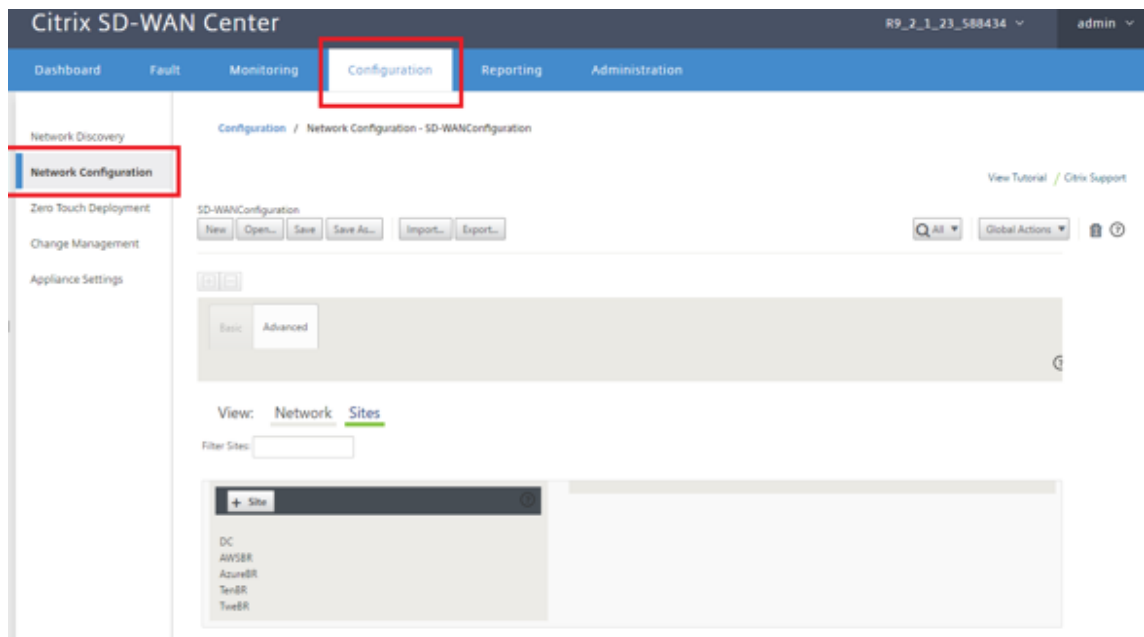 Citrix SD-WAN Center R9_2_1_23_588434 admin
Dashboard Fault Monitoring Configuration Reporting Administration
Configuration / Network Configuration - SD-WANConfiguration
Network Discovery
Network Configuration
Zero Touch Deployment
Change Management
Appliance Settings
View Tutorial / Citrix Support
SD-WANConfiguration
New Open... Save Save As... Import... Export... All Global Actions
Basic Advanced
View: Network Sites
Filter Sites:
+ Site
DC
AWSBR
AzureBR
TenBR
TweBR